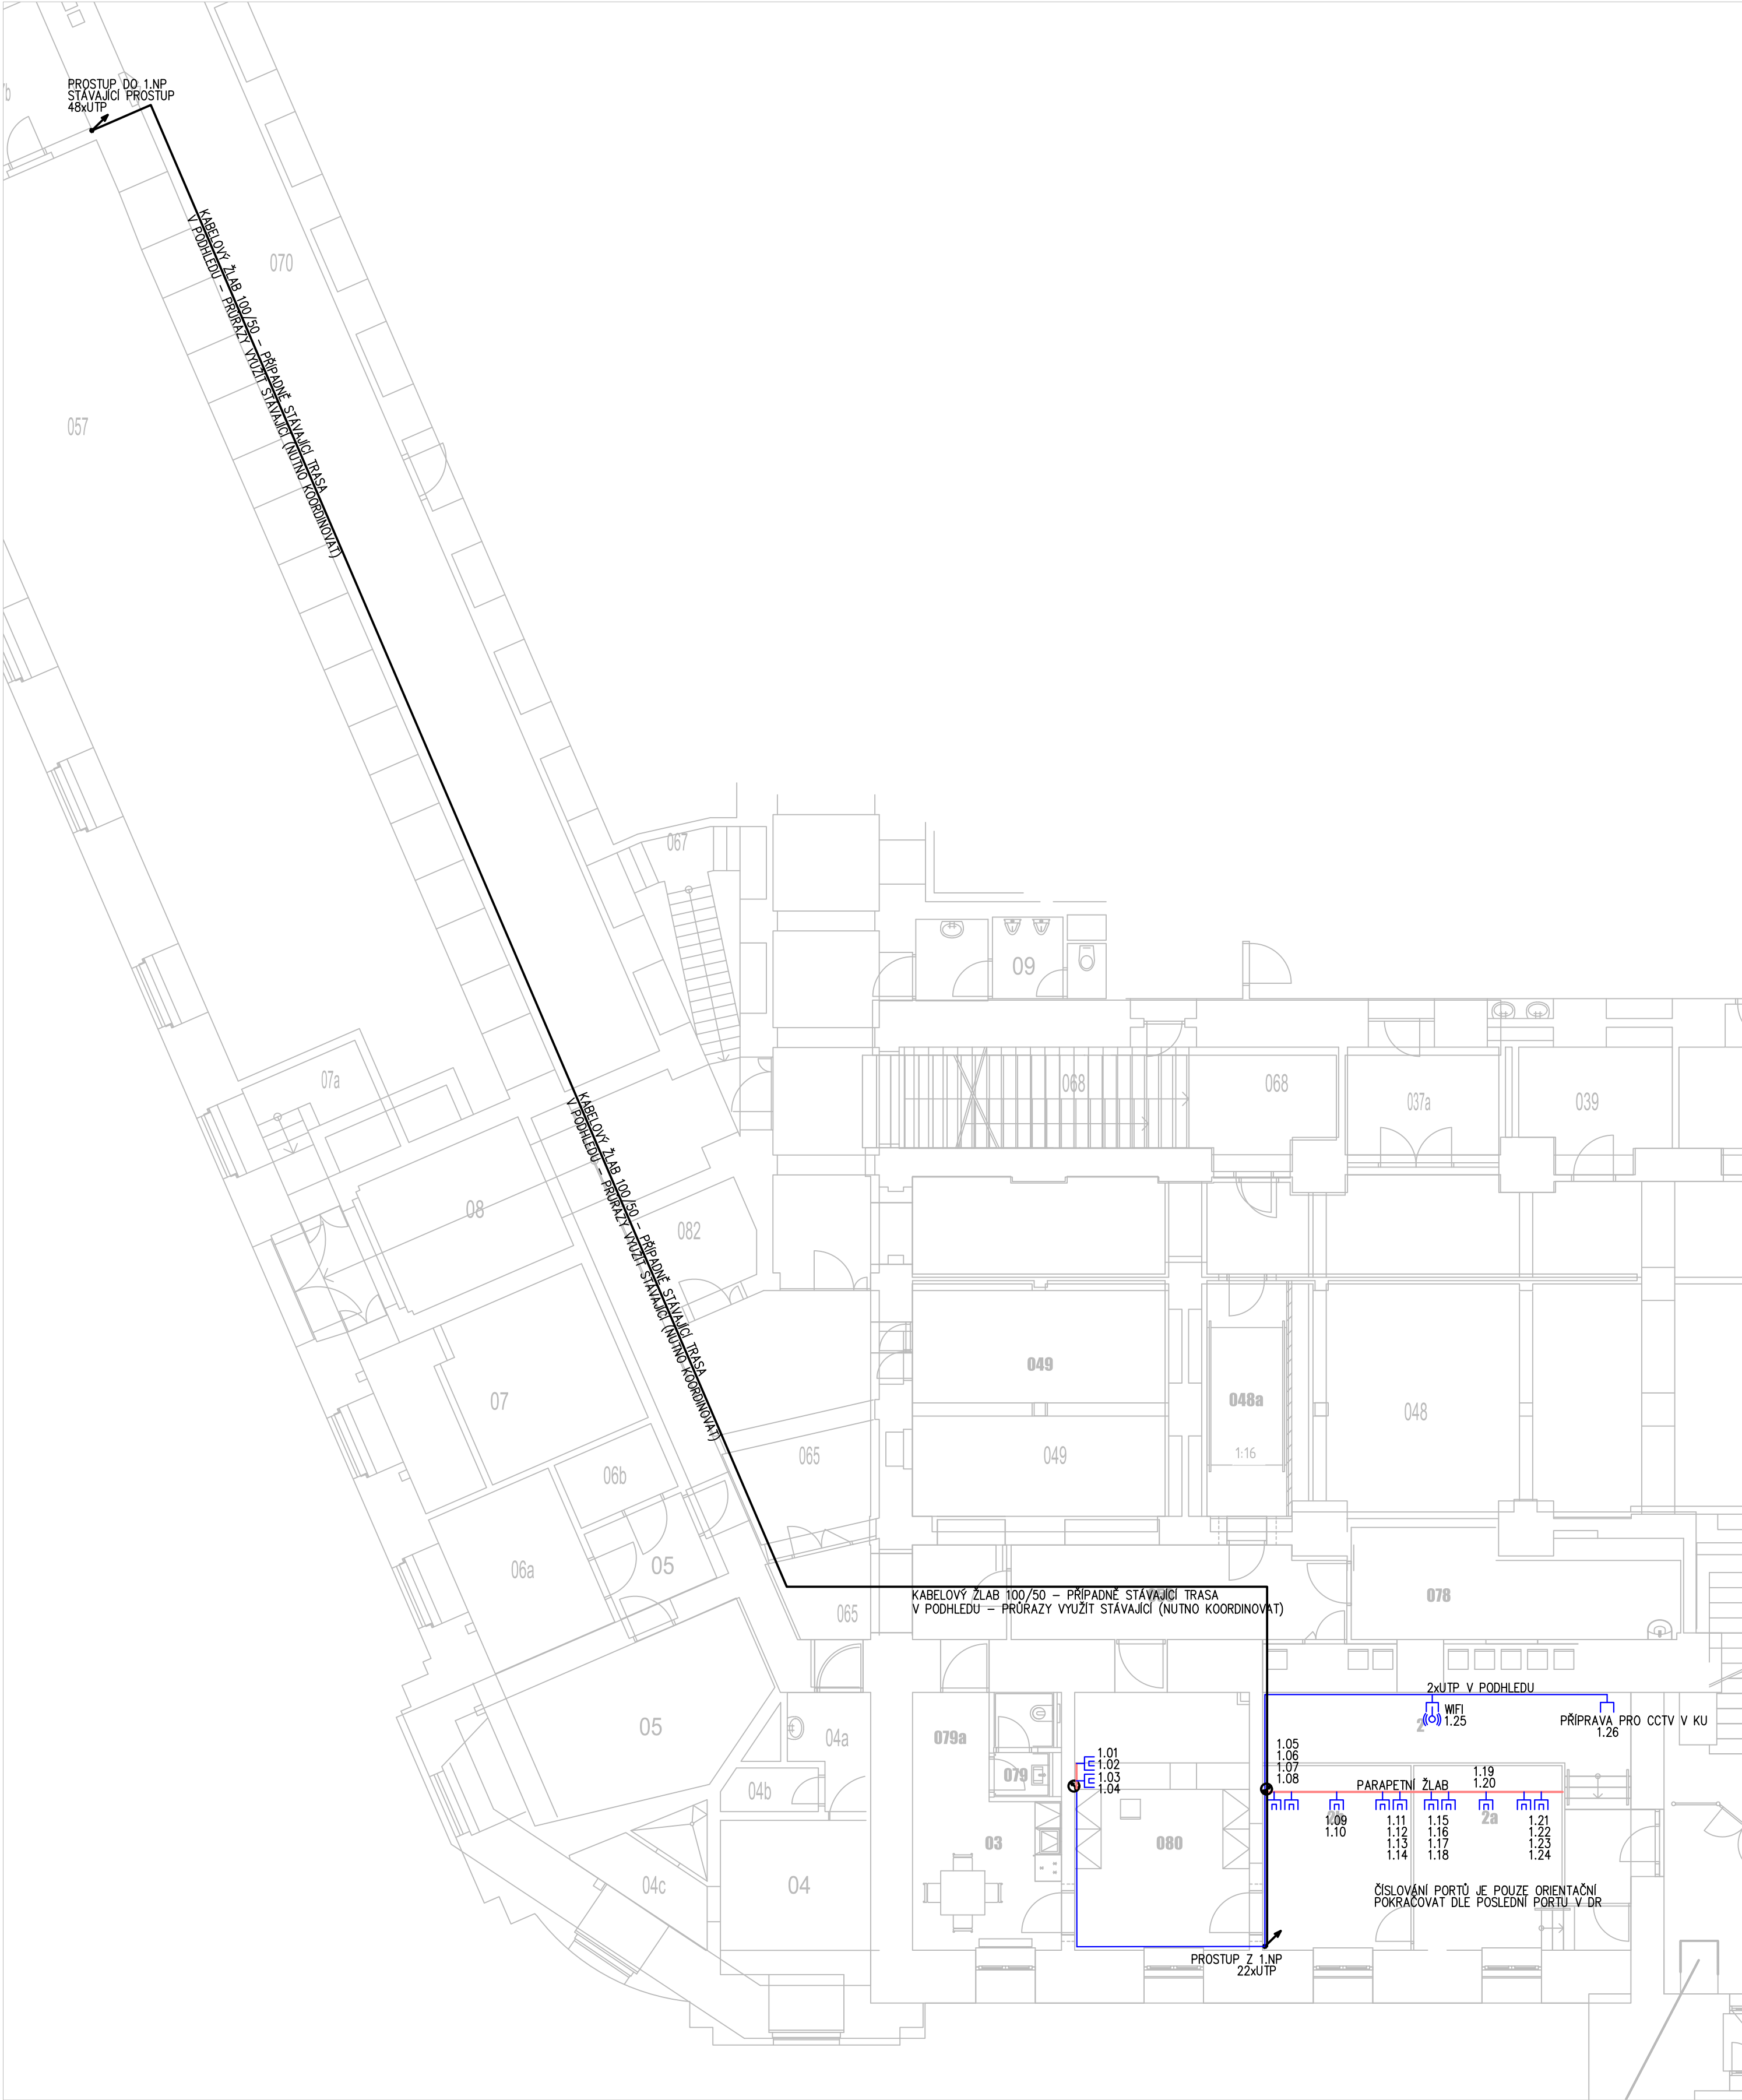 PROSTUP DO 1.NP
STÁVAJÍCÍ PROSTUP
48xUTP
7b
070
KABELOVÝ ŽLAB 100/50 – PŘÍPADNĚ STÁVAJÍCÍ TRASA
V PODHLEDU – PRŮRAZY VYUŽÍT STÁVAJÍCÍ (NUTNO KOORDINOVAT)
057
067
09
07a
068
068
037a
039
KABELOVÝ ŽLAB 100/50 – PŘÍPADNĚ STÁVAJÍCÍ TRASA
V PODHLEDU – PRŮRAZY VYUŽÍT STÁVAJÍCÍ (NUTNO KOORDINOVAT)
08
082
049
07
048a
048
065
049
1:16
06b
06a
05
KABELOVÝ ŽLAB 100/50 – PŘÍPADNĚ STÁVAJÍCÍ TRASA
V PODHLEDU – PRŮRAZY VYUŽÍT STÁVAJÍCÍ (NUTNO KOORDINOVAT)
078
065
2xUTP V PODHLEDU
05
04a
079a
WIFI
1.25
2
PŘÍPRAVA PRO CCTV V KU
1.26
1.01
1.02
1.03
1.04
1.05
1.06
1.07
1.08
079
04b
PARAPETNÍ ŽLAB
1.19
1.20
03
080
2b
1.09
1.10
1.11
1.12
1.13
1.14
1.15
1.16
1.17
1.18
2a
1.21
1.22
1.23
1.24
04c
04
ČÍSLOVÁNÍ PORTŮ JE POUZE ORIENTAČNÍ
POKRAČOVAT DLE POSLEDNÍ PORTU V DR
PROSTUP Z 1.NP
22xUTP